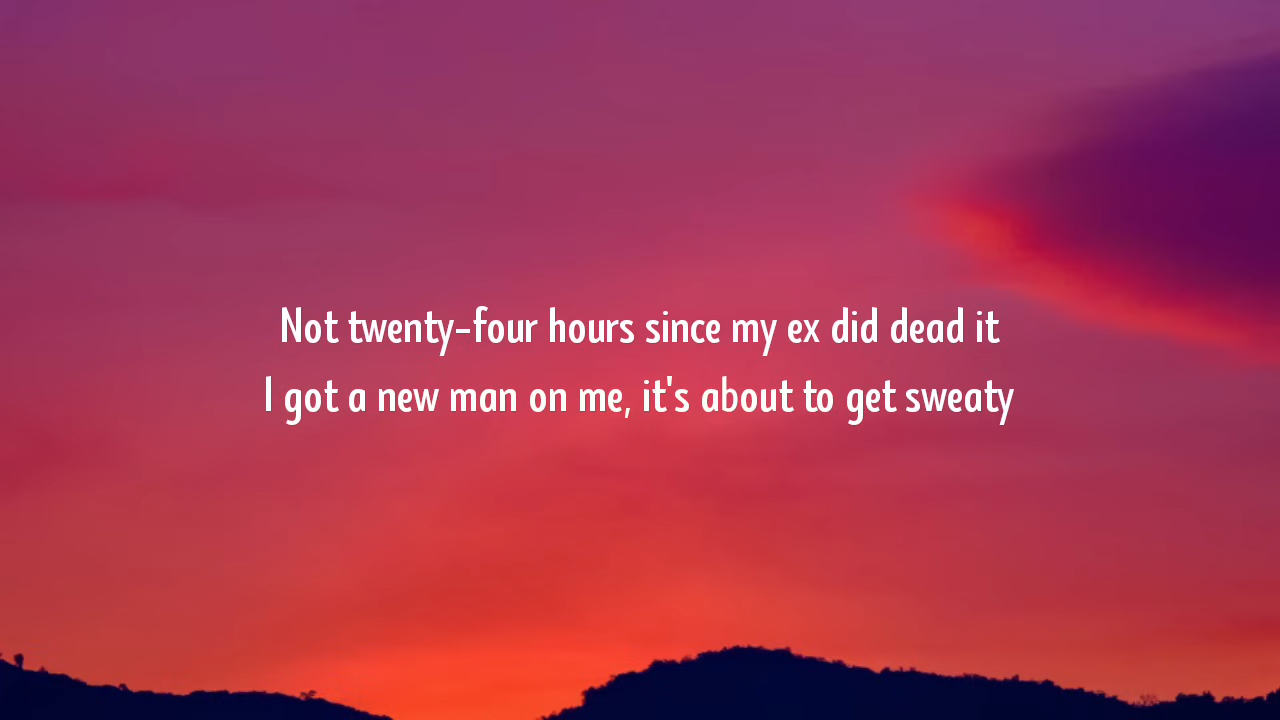 Not twenty-four hours since my ex did dead it
I got a new man on me, it's about to get sweaty